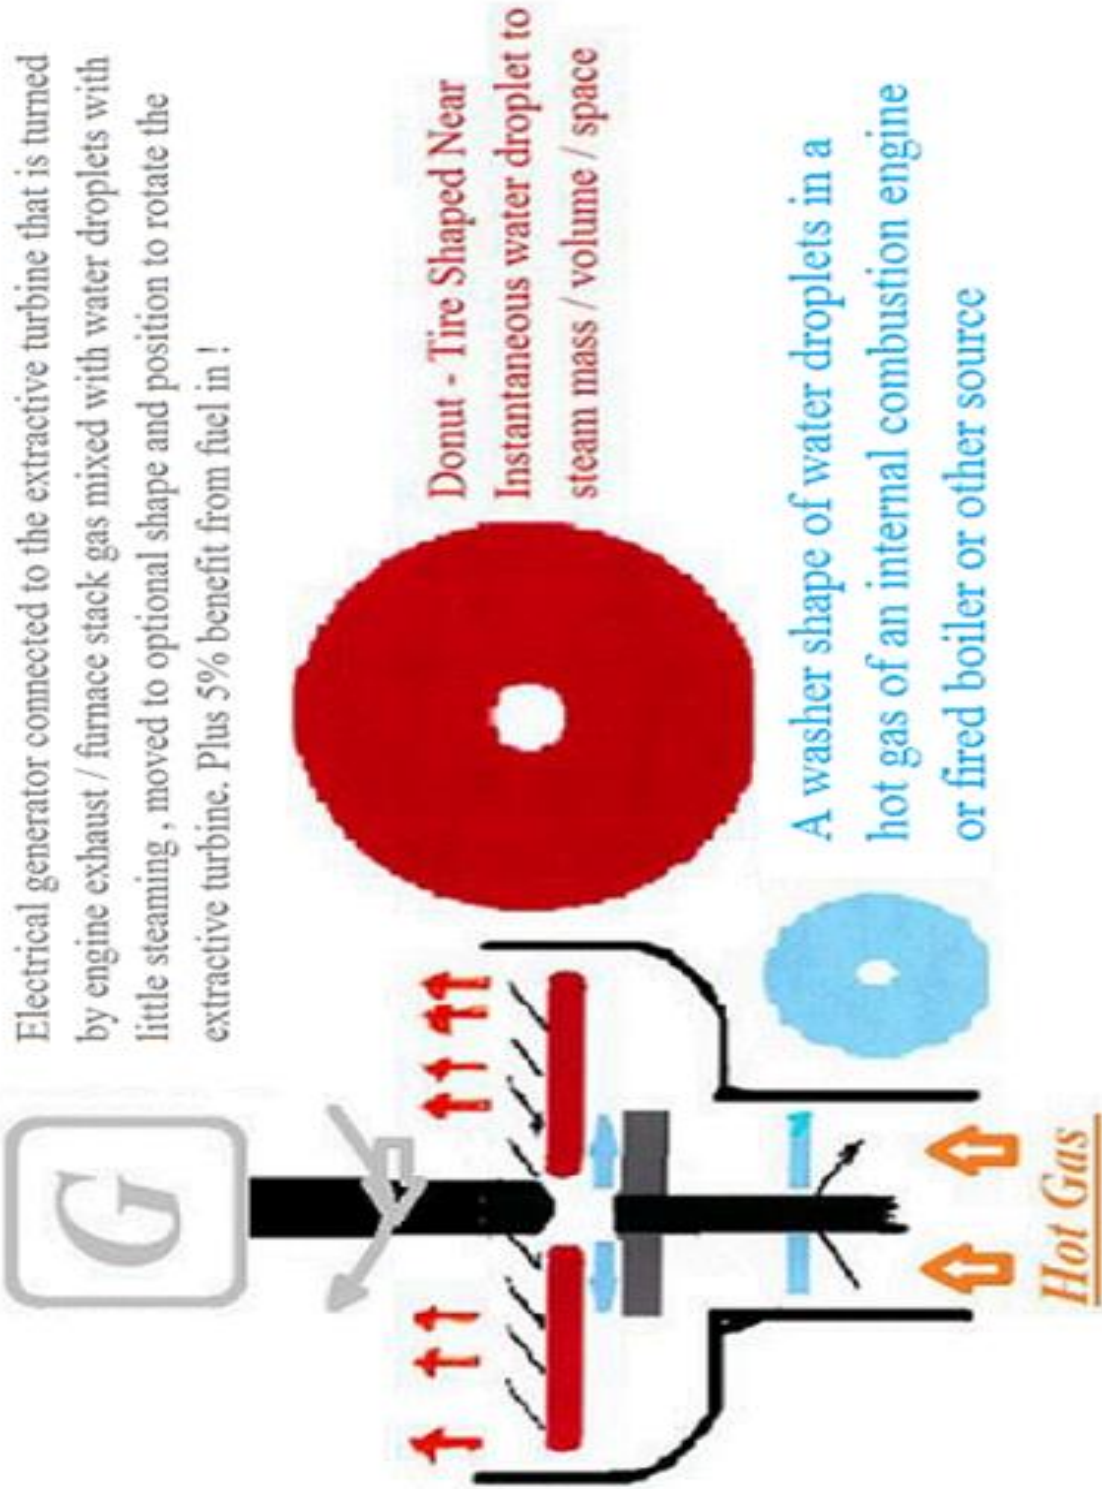 Electrical generator connected to the extractive turbine that is turned
by engine exhaust / furnace stack gas mixed with water droplets with
little steaming , moved to optional shape and position to rotate the
extractive turbine. Plus 5% benefit from fuel in !
G
Donut - Tire Shaped Near
Instantaneous water droplet to
steam mass / volume / space
A washer shape of water droplets in a
hot gas of an internal combustion engine
or fired boiler or other source
Hot Gas